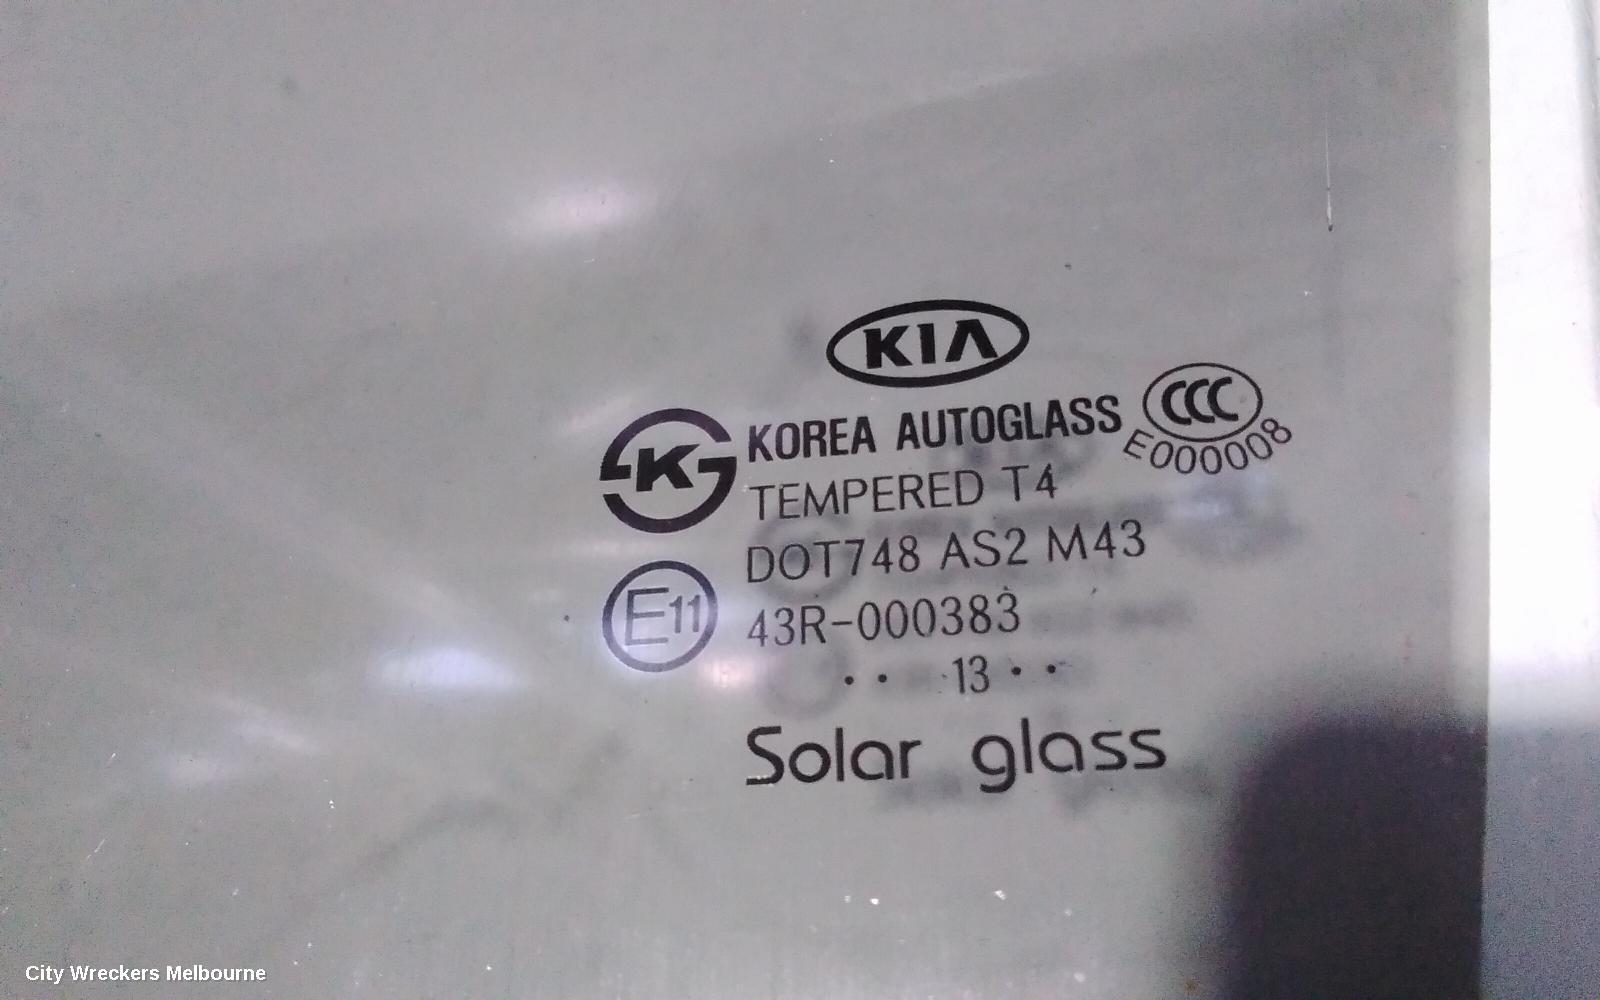 KIA
KOREA AUTOGLASS
CCC
E000008
K
TEMPERED T4
DOT748 AS2 M43
E11
43R-000383
•• ·13••
Solar glass
City Wreckers Melbourne